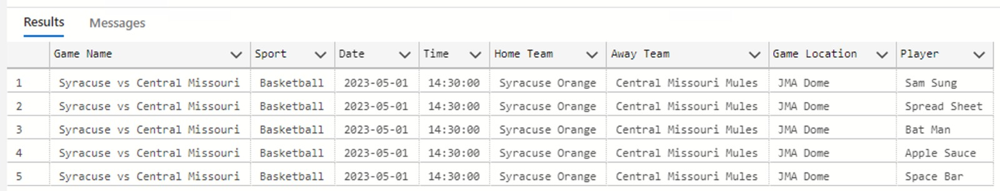 Results Messages
Game Name Sport Date Time Home Team Away Team Game Location Player
1 Syracuse vs Central Missouri Basketball 2023-05-01 14:30:00 Syracuse Orange Central Missouri Mules JMA Dome Sam Sung
2 Syracuse vs Central Missouri Basketball 2023-05-01 14:30:00 Syracuse Orange Central Missouri Mules JMA Dome Spread Sheet
3 Syracuse vs Central Missouri Basketball 2023-05-01 14:30:00 Syracuse Orange Central Missouri Mules JMA Dome Bat Man
4 Syracuse vs Central Missouri Basketball 2023-05-01 14:30:00 Syracuse Orange Central Missouri Mules JMA Dome Apple Sauce
5 Syracuse vs Central Missouri Basketball 2023-05-01 14:30:00 Syracuse Orange Central Missouri Mules JMA Dome Space Bar